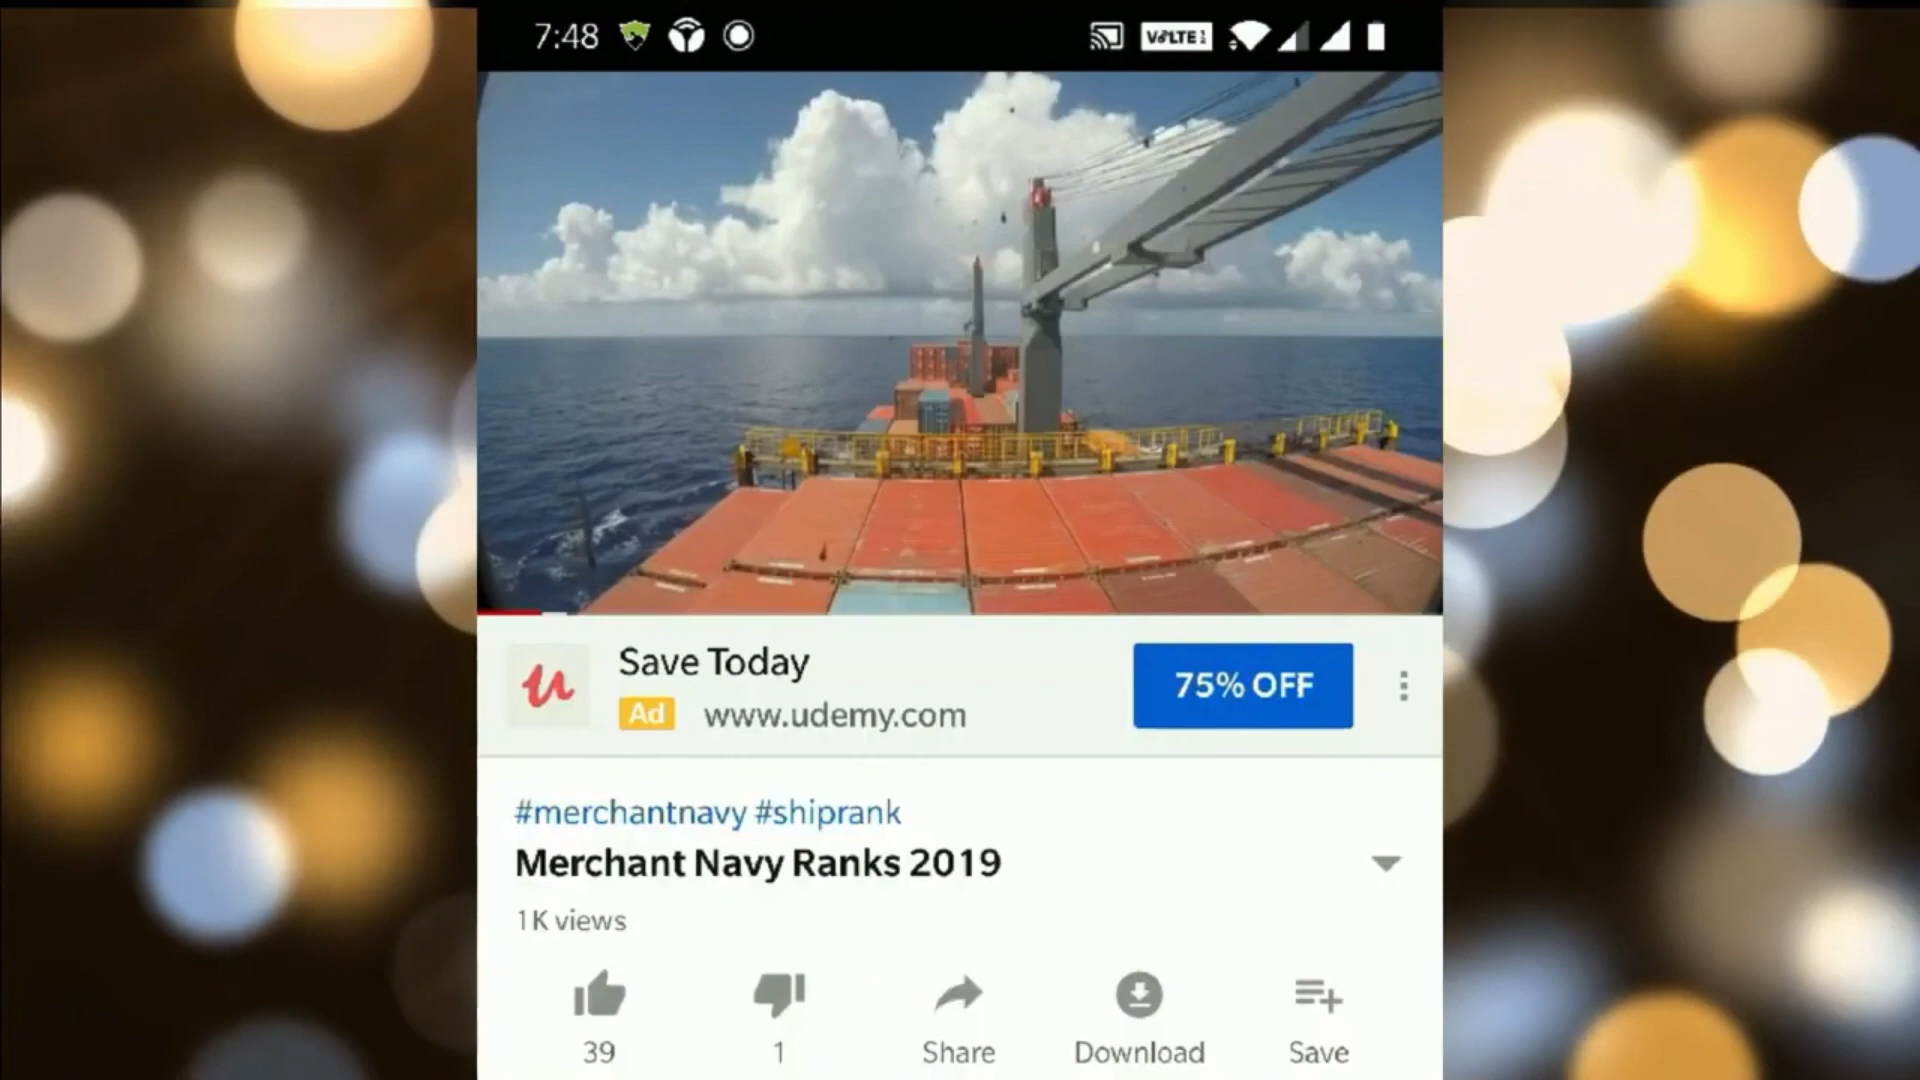 7:48
VoLTE
Save Today
75% OFF
Ad www.udemy.com
#merchantnavy #shiprank
Merchant Navy Ranks 2019
1K views
39
1
Share
Download
Save